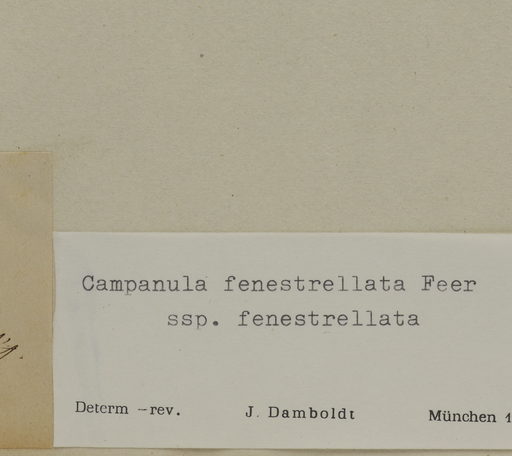 Campanula fenestrellata Feer
ssp. fenestrellata
Determ – rev. J. Damboldt München 1